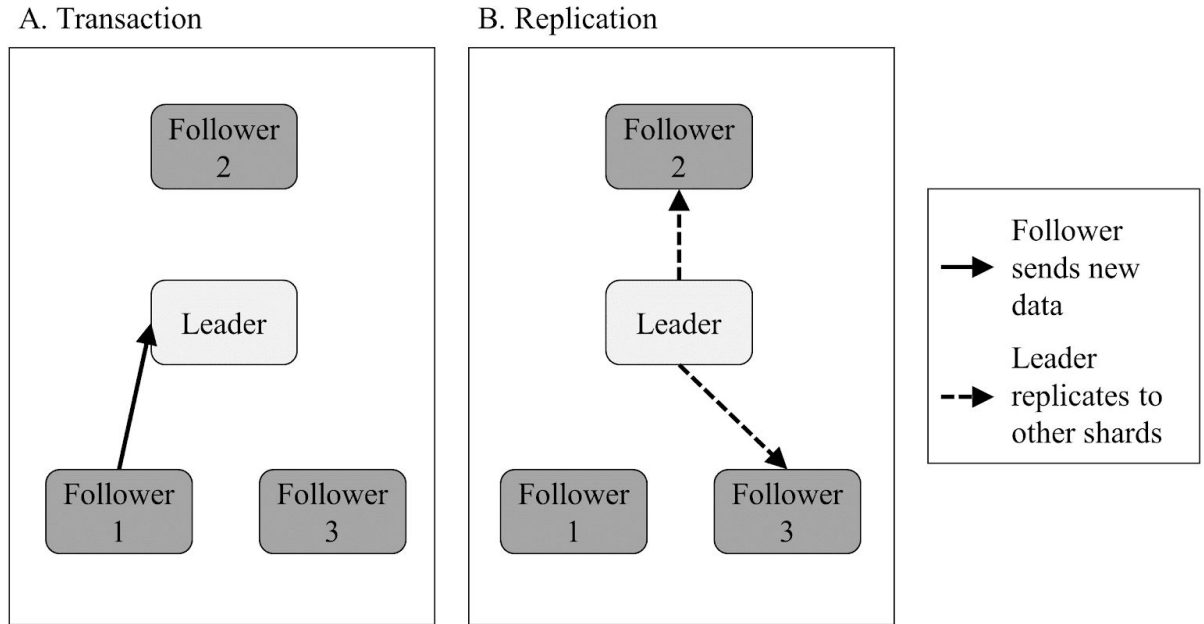 A. Transaction
Follower
2
Leader
Follower
1
Follower
3
B. Replication
Follower
2
Leader
Follower
1
Follower
3
Follower
sends new
data
Leader
replicates to
other shards